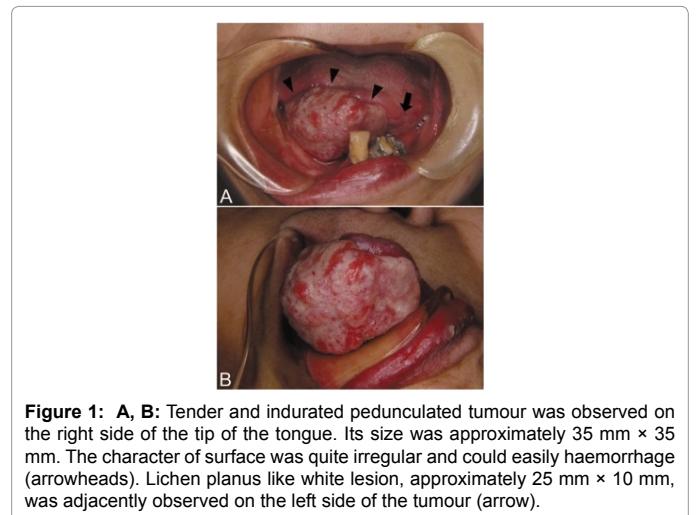 A
B
Figure 1: A, B: Tender and indurated pedunculated tumour was observed on
the right side of the tip of the tongue. Its size was approximately 35 mm × 35
mm. The character of surface was quite irregular and could easily haemorrhage
(arrowheads). Lichen planus like white lesion, approximately 25 mm × 10 mm,
was adjacently observed on the left side of the tumour (arrow).